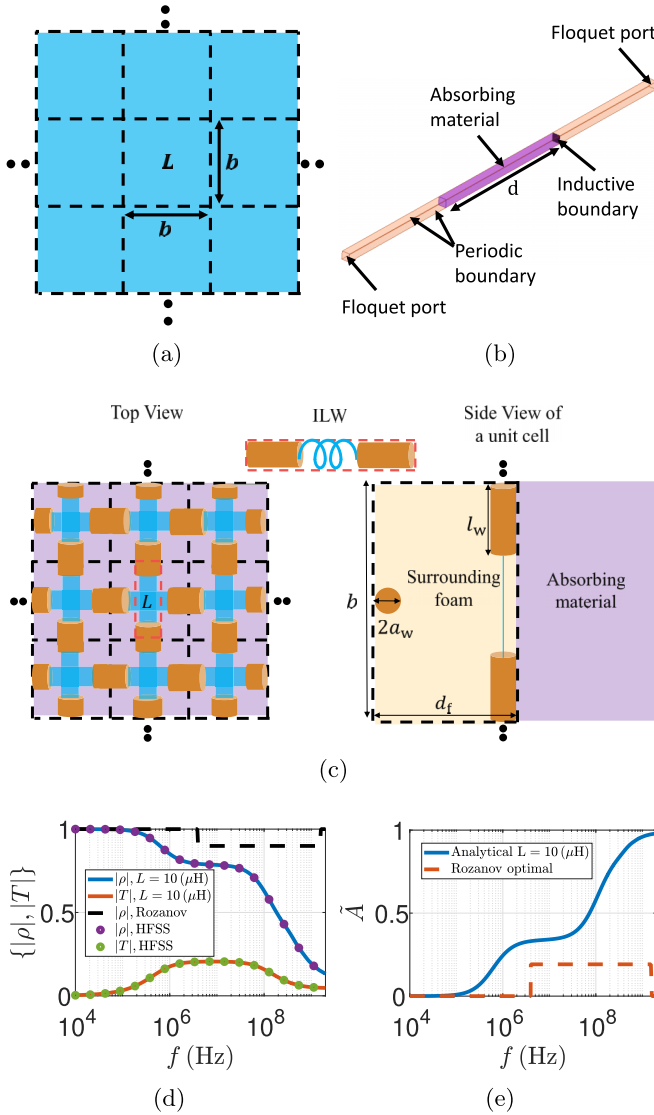 L
b
b
(a)
Floquet port
Absorbing
material
d
Inductive
boundary
Periodic
boundary
Floquet port
(b)
Top View
ILW
Side View of
a unit cell
L
b
l_w
Surrounding
foam
2a_w
d_f
Absorbing
material
(c)
{|ρ|, |T|}
1
0.5
0
|ρ|, L = 10 (μH)
|T|, L = 10 (μH)
|ρ|, Rozanov
|ρ|, HFSS
|T|, HFSS
10^4 10^6 10^8
f (Hz)
(d)
Ã
1
0.5
0
Analytical L = 10 (μH)
Rozanov optimal
10^4 10^6 10^8
f (Hz)
(e)